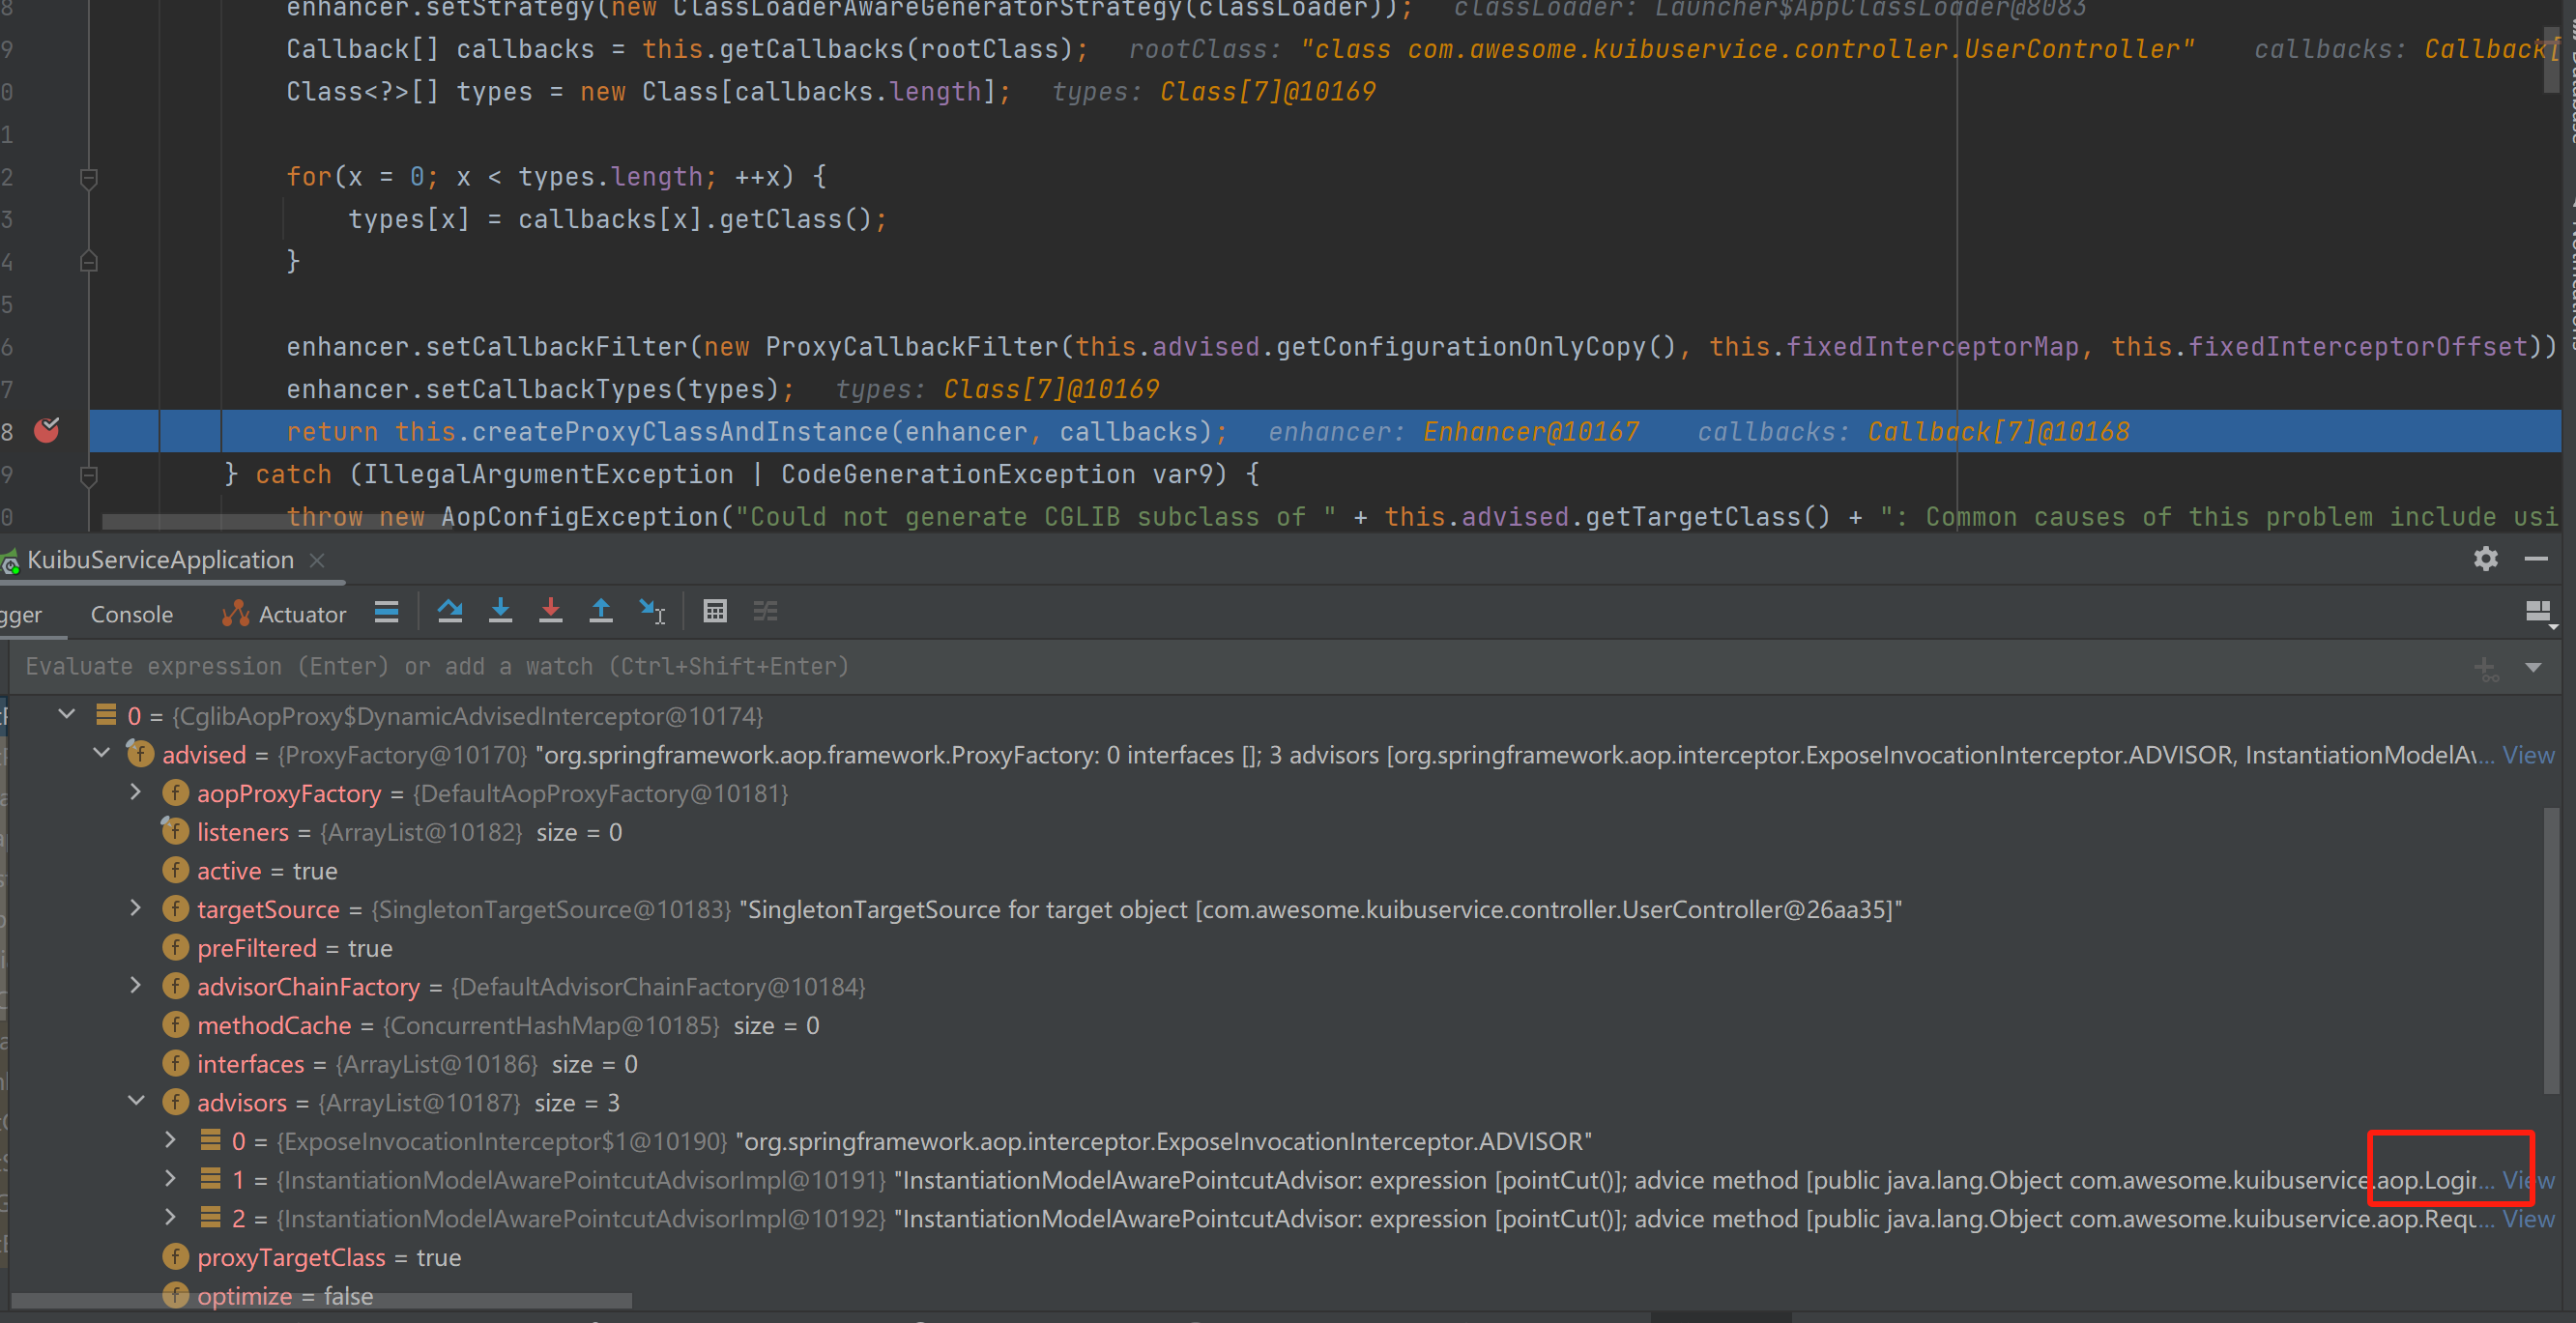 8 enhancer.setStrategy(new ClassLoaderAwareGeneratorStrategy(classLoader)); classLoader: Launcher$AppClassLoader@8083
9 Callback[] callbacks = this.getCallbacks(rootClass); rootClass: "class com.awesome.kuibuservice.controller.UserController" callbacks: Callback[
0 Class<?>[] types = new Class[callbacks.length]; types: Class[7]@10169
1
2 for(x = 0; x < types.length; ++x) {
3 types[x] = callbacks[x].getClass();
4 }
5
6 enhancer.setCallbackFilter(new ProxyCallbackFilter(this.advised.getConfigurationOnlyCopy(), this.fixedInterceptorMap, this.fixedInterceptorOffset))
7 enhancer.setCallbackTypes(types); types: Class[7]@10169
8 return this.createProxyClassAndInstance(enhancer, callbacks); enhancer: Enhancer@10167 callbacks: Callback[7]@10168
9 } catch (IllegalArgumentException | CodeGenerationException var9) {
0 throw new AopConfigException("Could not generate CGLIB subclass of " + this.advised.getTargetClass() + ": Common causes of this problem include usi
KuibuServiceApplication
gger Console Actuator
Evaluate expression (Enter) or add a watch (Ctrl+Shift+Enter)
0 = {CglibAopProxy$DynamicAdvisedInterceptor@10174}
advised = {ProxyFactory@10170} "org.springframework.aop.framework.ProxyFactory: 0 interfaces []; 3 advisors [org.springframework.aop.interceptor.ExposeInvocationInterceptor.ADVISOR, InstantiationModelAw... View
aopProxyFactory = {DefaultAopProxyFactory@10181}
listeners = {ArrayList@10182} size = 0
active = true
targetSource = {SingletonTargetSource@10183} "SingletonTargetSource for target object [com.awesome.kuibuservice.controller.UserController@26aa35]"
preFiltered = true
advisorChainFactory = {DefaultAdvisorChainFactory@10184}
methodCache = {ConcurrentHashMap@10185} size = 0
interfaces = {ArrayList@10186} size = 0
advisors = {ArrayList@10187} size = 3
0 = {ExposeInvocationInterceptor$1@10190} "org.springframework.aop.interceptor.ExposeInvocationInterceptor.ADVISOR"
1 = {InstantiationModelAwarePointcutAdvisorImpl@10191} "InstantiationModelAwarePointcutAdvisor: expression [pointCut()]; advice method [public java.lang.Object com.awesome.kuibuservice.aop.Login... View
2 = {InstantiationModelAwarePointcutAdvisorImpl@10192} "InstantiationModelAwarePointcutAdvisor: expression [pointCut()]; advice method [public java.lang.Object com.awesome.kuibuservice.aop.Requ... View
proxyTargetClass = true
optimize = false